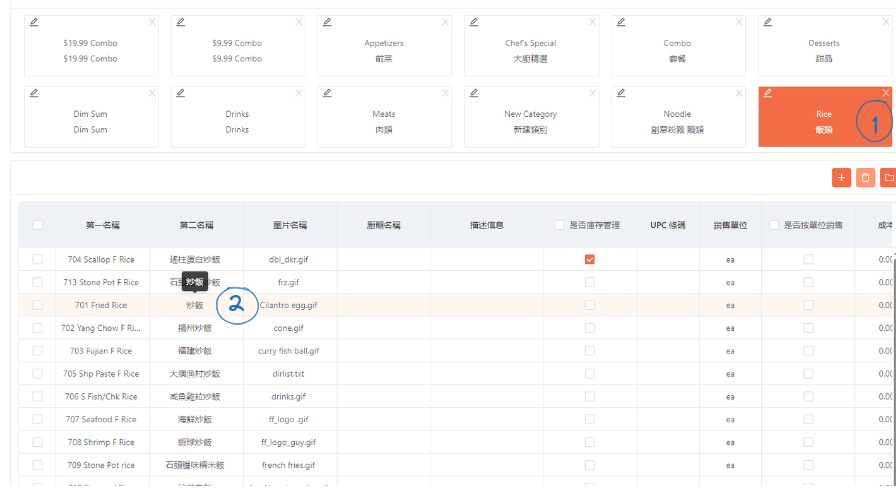 $19.99 Combo
$19.99 Combo
$9.99 Combo
$9.99 Combo
Appetizers
前菜
Chef's Special
大廚精選
Combo
套餐
Desserts
甜品
Dim Sum
Dim Sum
Drinks
Drinks
Meats
肉類
New Category
新建類別
Noodle
創意粉麵 麵類
Rice
飯類
1
第一名稱 第二名稱 圖片名稱 廚顯名稱 描述信息 是否庫存管理 UPC 條碼 銷售單位 是否按單位銷售
704 Scallop F Rice 瑤柱蛋白炒飯 dbl_dkr.gif ea 0.00
炒飯
713 Stone Pot F Rice frz.gif ea 0.00
701 Fried Rice 炒飯 2 Cilantro egg.gif ea 0.00
702 Yang Chow F Ri... 揚州炒飯 cone.gif ea 0.00
703 Fujian F Rice 福建炒飯 curry fish ball.gif ea 0.00
705 Shp Paste F Rice 大澳漁村炒飯 dirlist.txt ea 0.00
706 S Fish/Chk Rice 咸魚雞粒炒飯 drinks.gif ea 0.00
707 Seafood F Rice 海鮮炒飯 ff_logo .gif ea 0.00
708 Shrimp F Rice 蝦球炒飯 ff_logo_guy.gif ea 0.00
709 Stone Pot rice 石頭臘味糯米飯 french fries.gif ea 0.00